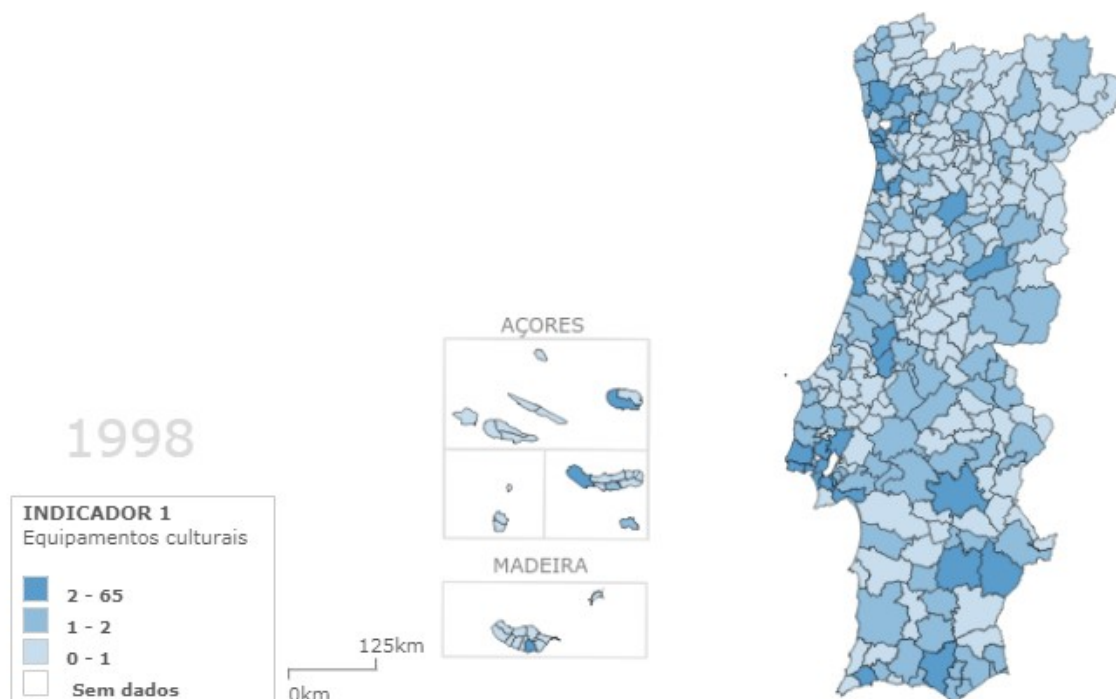 AÇORES
1998
INDICADOR 1
Equipamentos culturais
2 - 65
1 - 2
0 - 1
Sem dados
MADEIRA
125km
0km